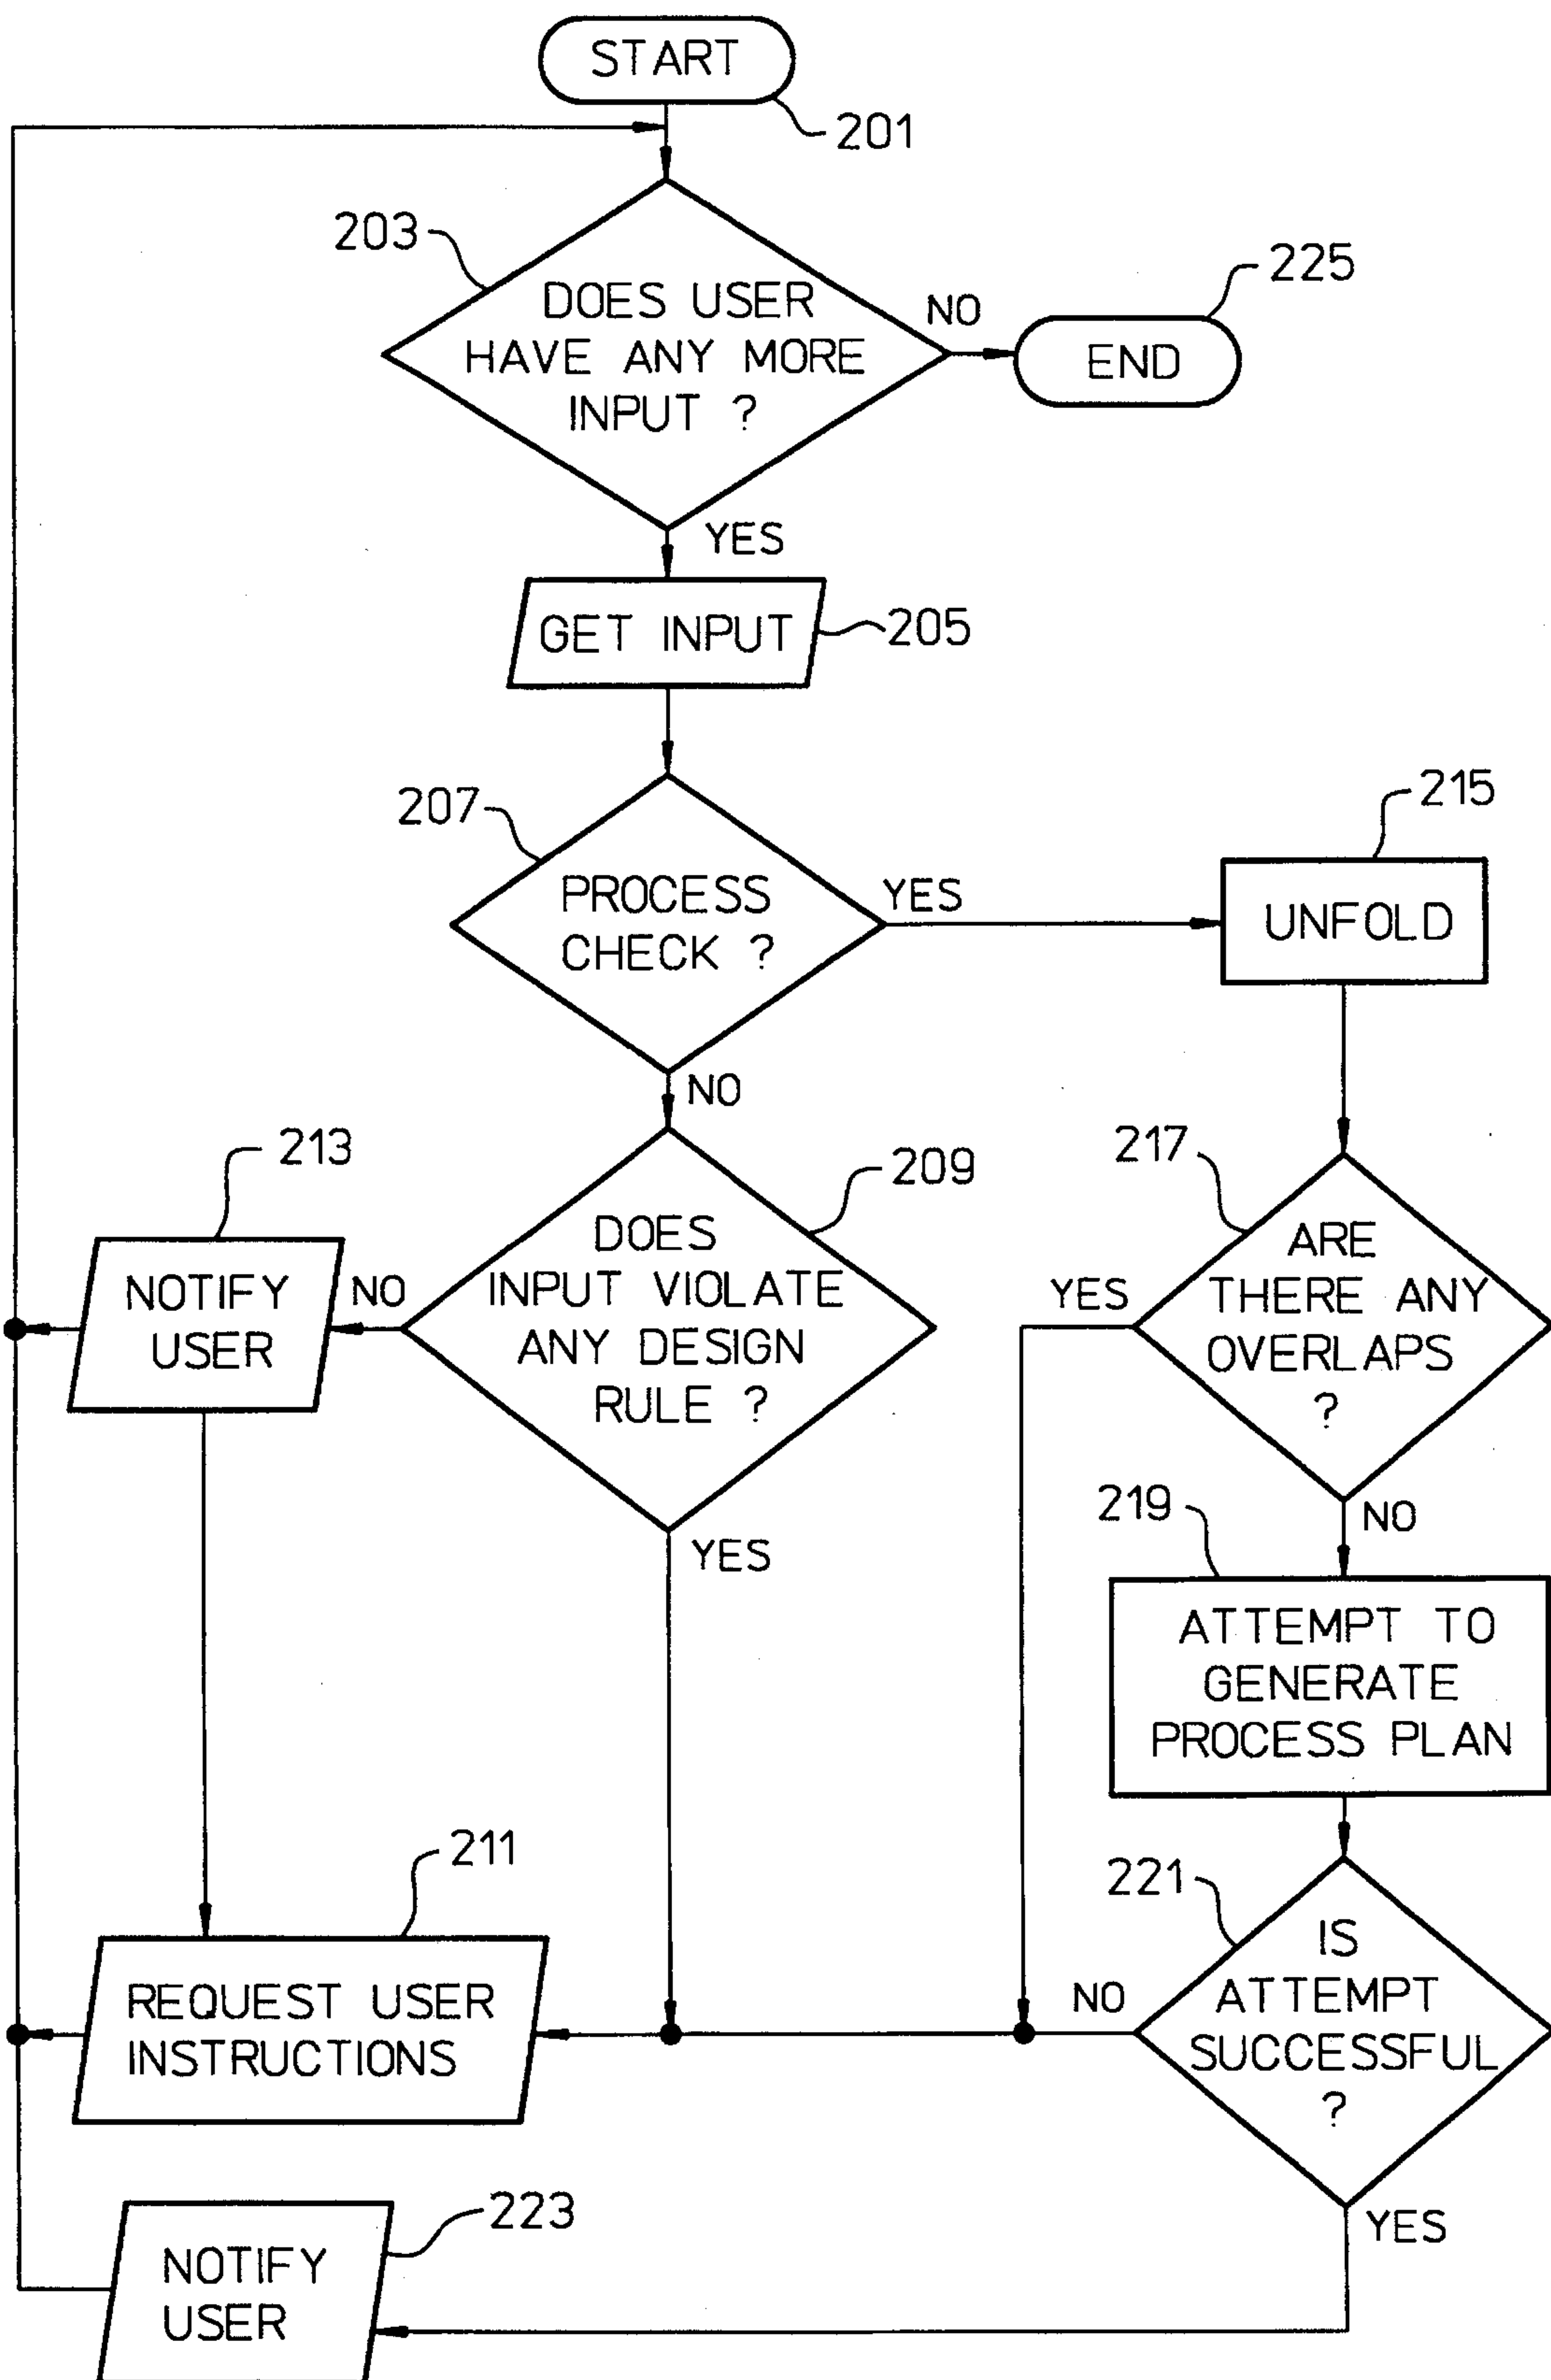 START
201
203
DOES USER
HAVE ANY MORE
INPUT ?
NO
225
END
YES
GET INPUT
205
207
PROCESS
CHECK ?
YES
215
UNFOLD
NO
213
NOTIFY
USER
NO
209
DOES
INPUT VIOLATE
ANY DESIGN
RULE ?
YES
217
ARE
THERE ANY
OVERLAPS
?
YES
NO
219
ATTEMPT TO
GENERATE
PROCESS PLAN
211
REQUEST USER
INSTRUCTIONS
221
IS
ATTEMPT
SUCCESSFUL
?
NO
YES
223
NOTIFY
USER